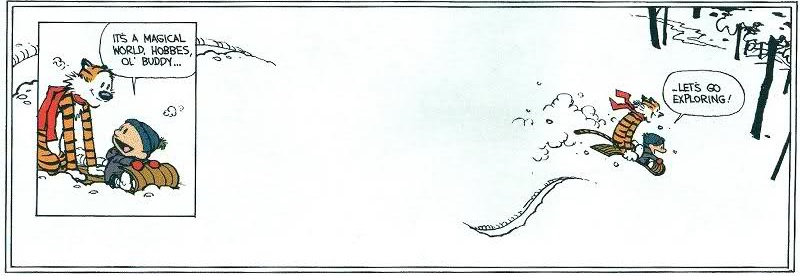 IT'S A MAGICAL
WORLD, HOBBES,
OL' BUDDY...
...LET'S GO
EXPLORING!